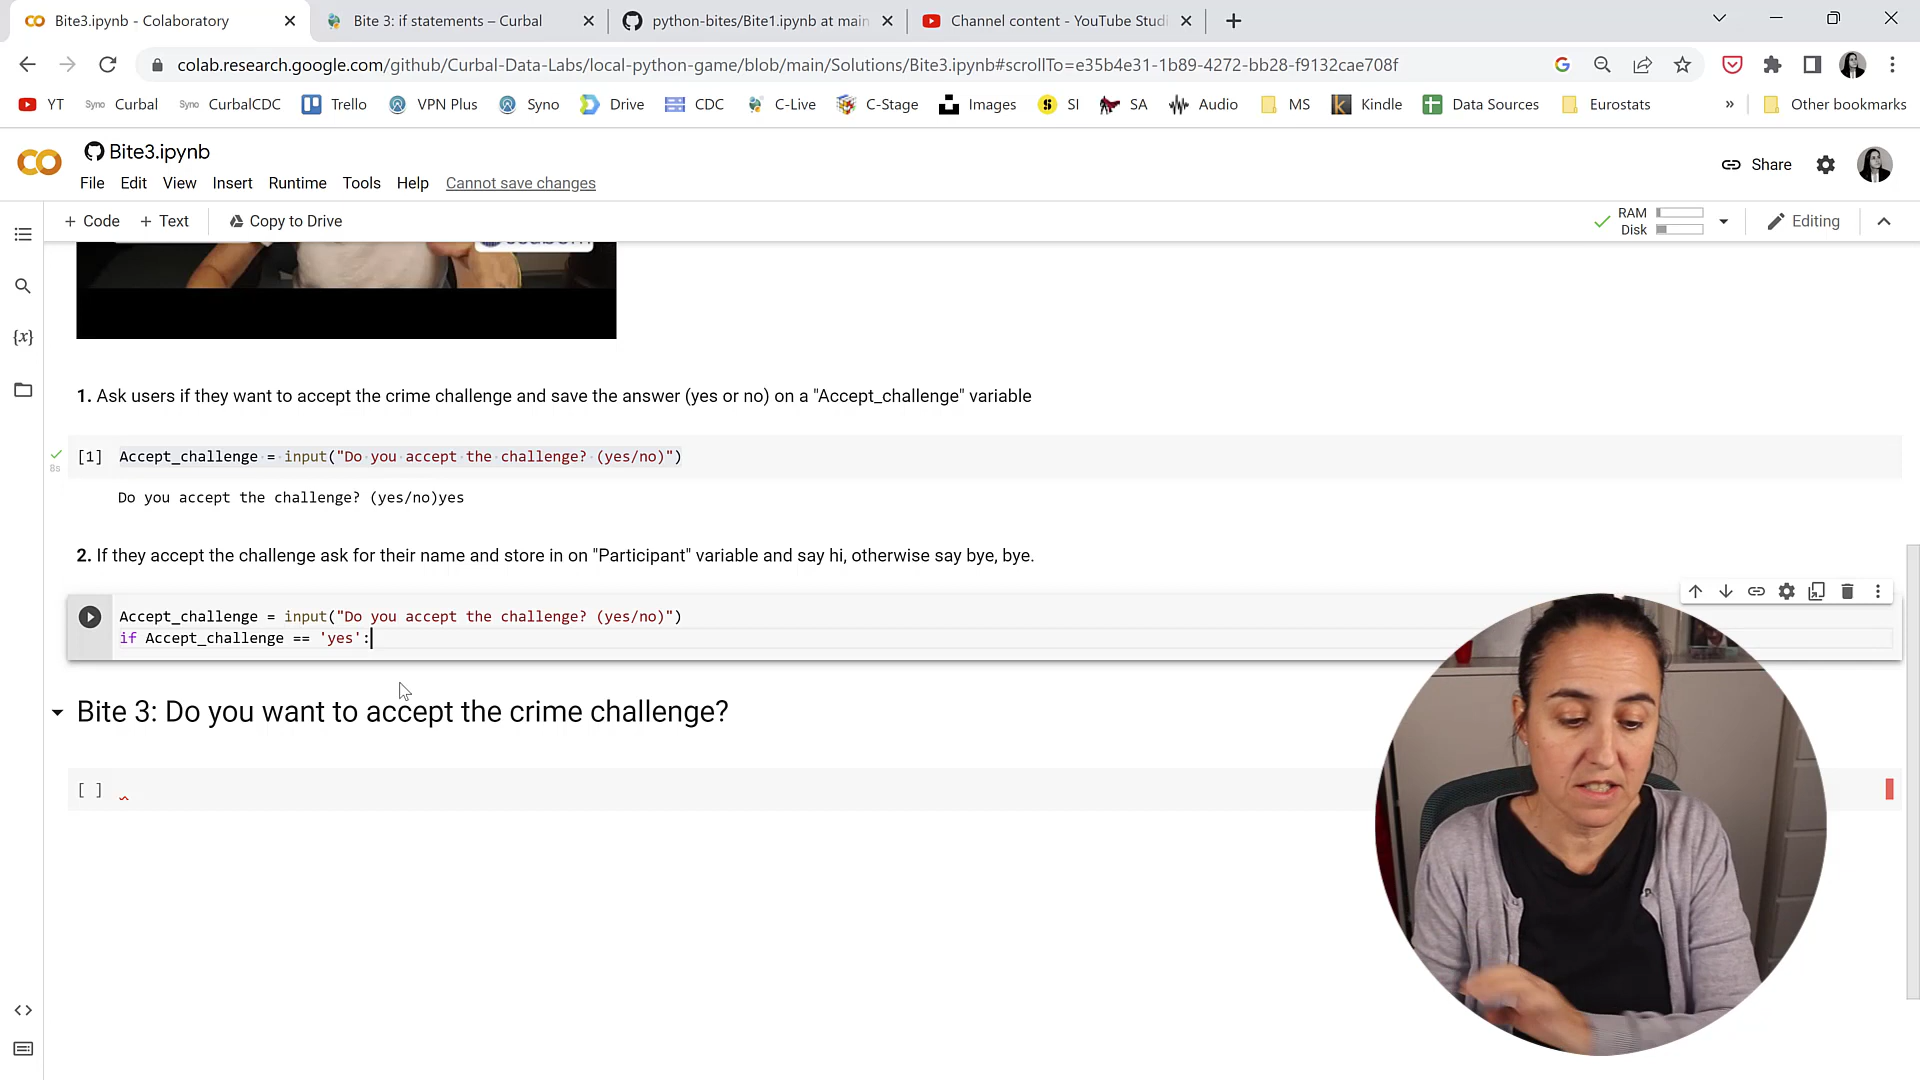 Bite3.ipynb - Colaboratory
Bite 3: if statements – Curbal
python-bites/Bite1.ipynb at main
Channel content - YouTube Studi
colab.research.google.com/github/Curbal-Data-Labs/local-python-game/blob/main/Solutions/Bite3.ipynb#scrollTo=e35b4e31-1b89-4272-bb28-f9132cae708f
YT
Syno Curbal
Syno CurbalCDC
Trello
VPN Plus
Syno
Drive
CDC
C-Live
C-Stage
Images
SI
SA
Audio
MS
Kindle
Data Sources
Eurostats
»
Other bookmarks
Bite3.ipynb
Share
File Edit View Insert Runtime Tools Help Cannot save changes
+ Code + Text Copy to Drive
RAM
Disk
Editing
1. Ask users if they want to accept the crime challenge and save the answer (yes or no) on a "Accept_challenge" variable
[1] Accept_challenge = input("Do you accept the challenge? (yes/no)")
8s
Do you accept the challenge? (yes/no)yes
2. If they accept the challenge ask for their name and store in on "Participant" variable and say hi, otherwise say bye, bye.
Accept_challenge = input("Do you accept the challenge? (yes/no)")
if Accept_challenge == 'yes':
Bite 3: Do you want to accept the crime challenge?
[ ]